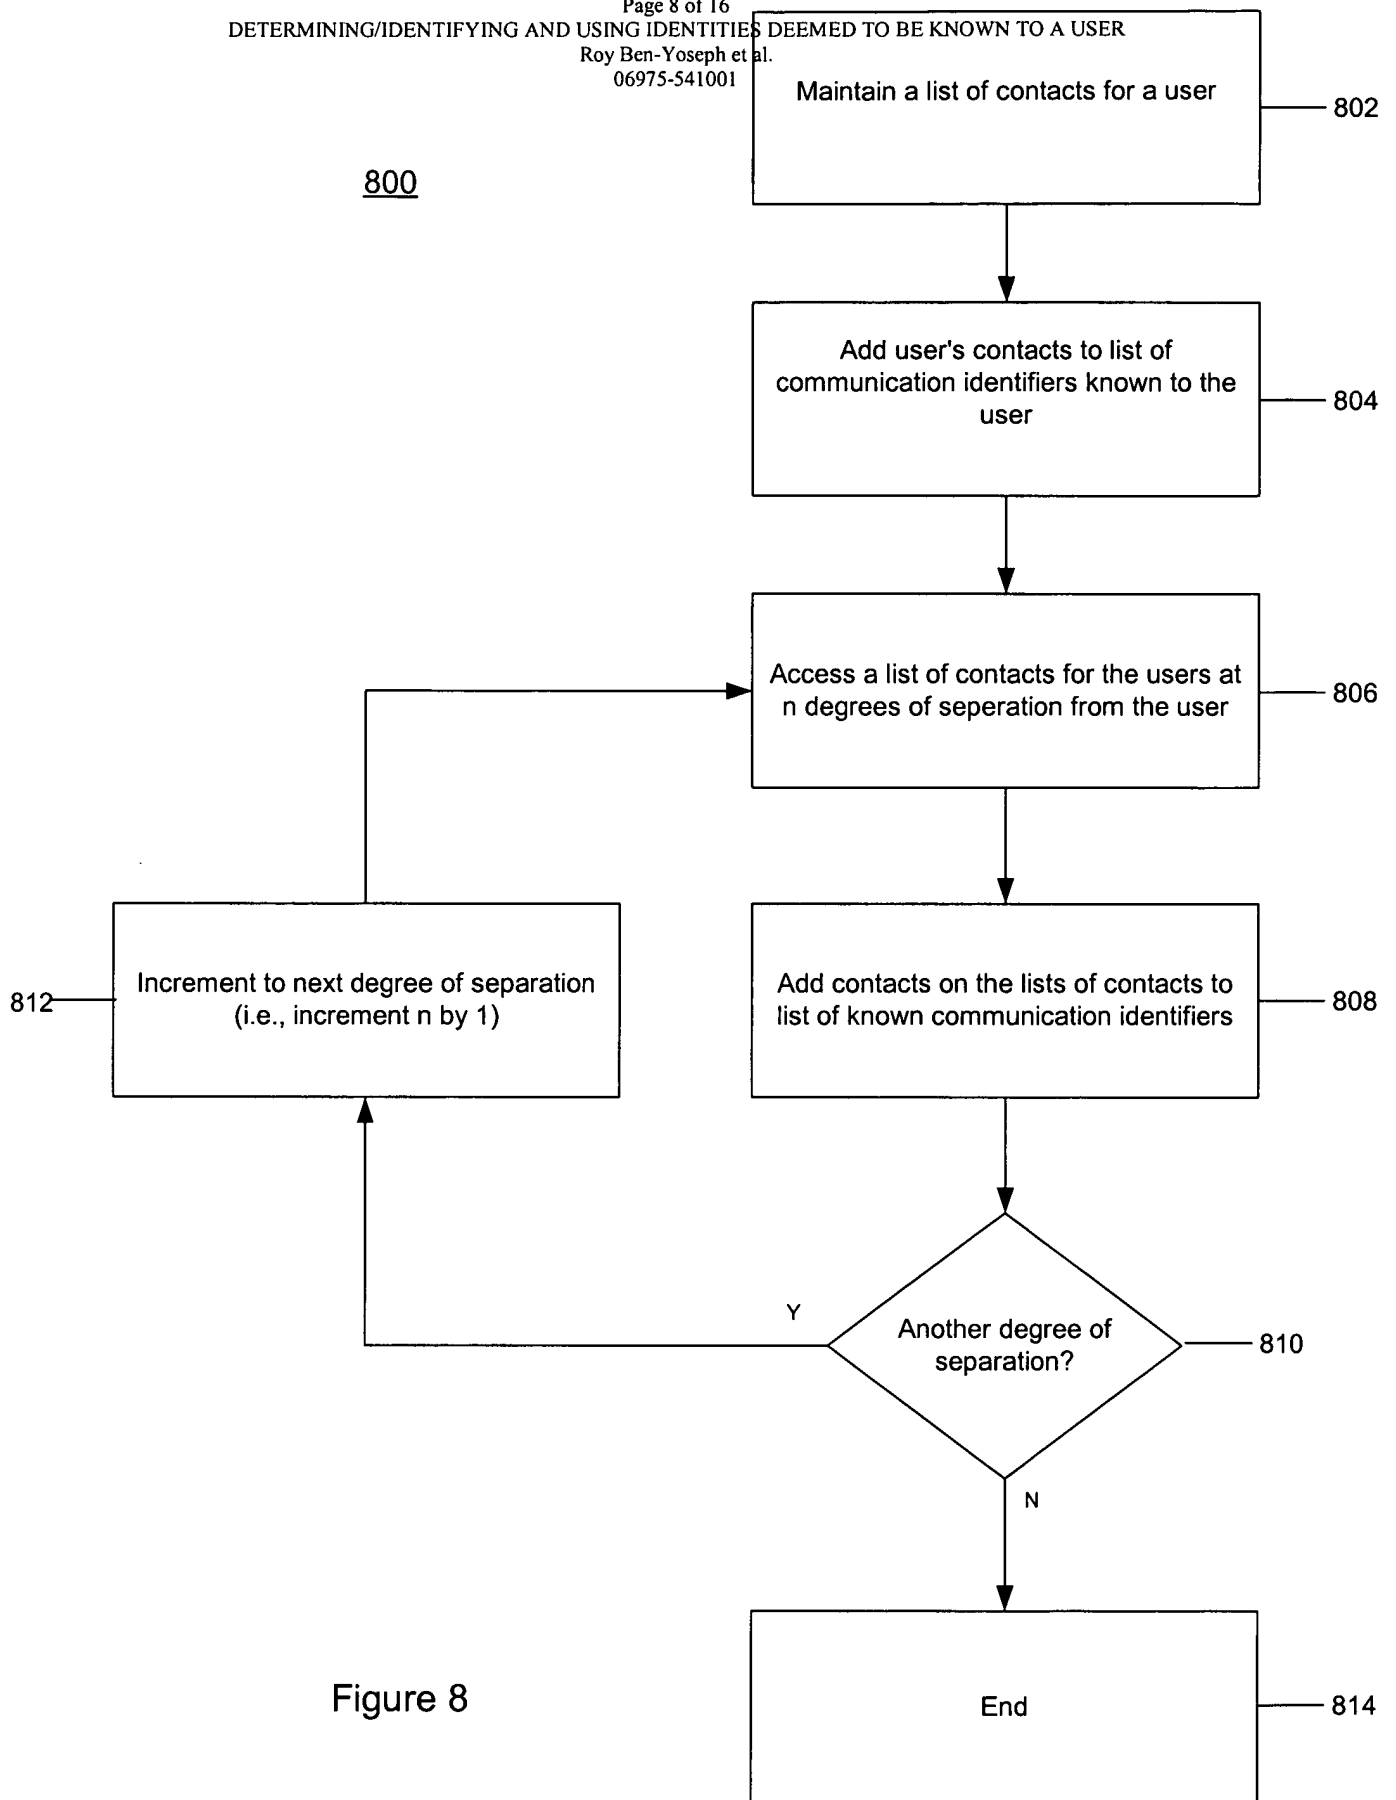 Page 8 of 16
DETERMINING/IDENTIFYING AND USING IDENTITIES DEEMED TO BE KNOWN TO A USER
Roy Ben-Yoseph et al.
06975-541001
Maintain a list of contacts for a user
802
800
Add user's contacts to list of
communication identifiers known to the
user
804
Access a list of contacts for the users at
n degrees of seperation from the user
806
Increment to next degree of separation
(i.e., increment n by 1)
812
Add contacts on the lists of contacts to
list of known communication identifiers
808
Y
Another degree of
separation?
810
N
End
814
Figure 8